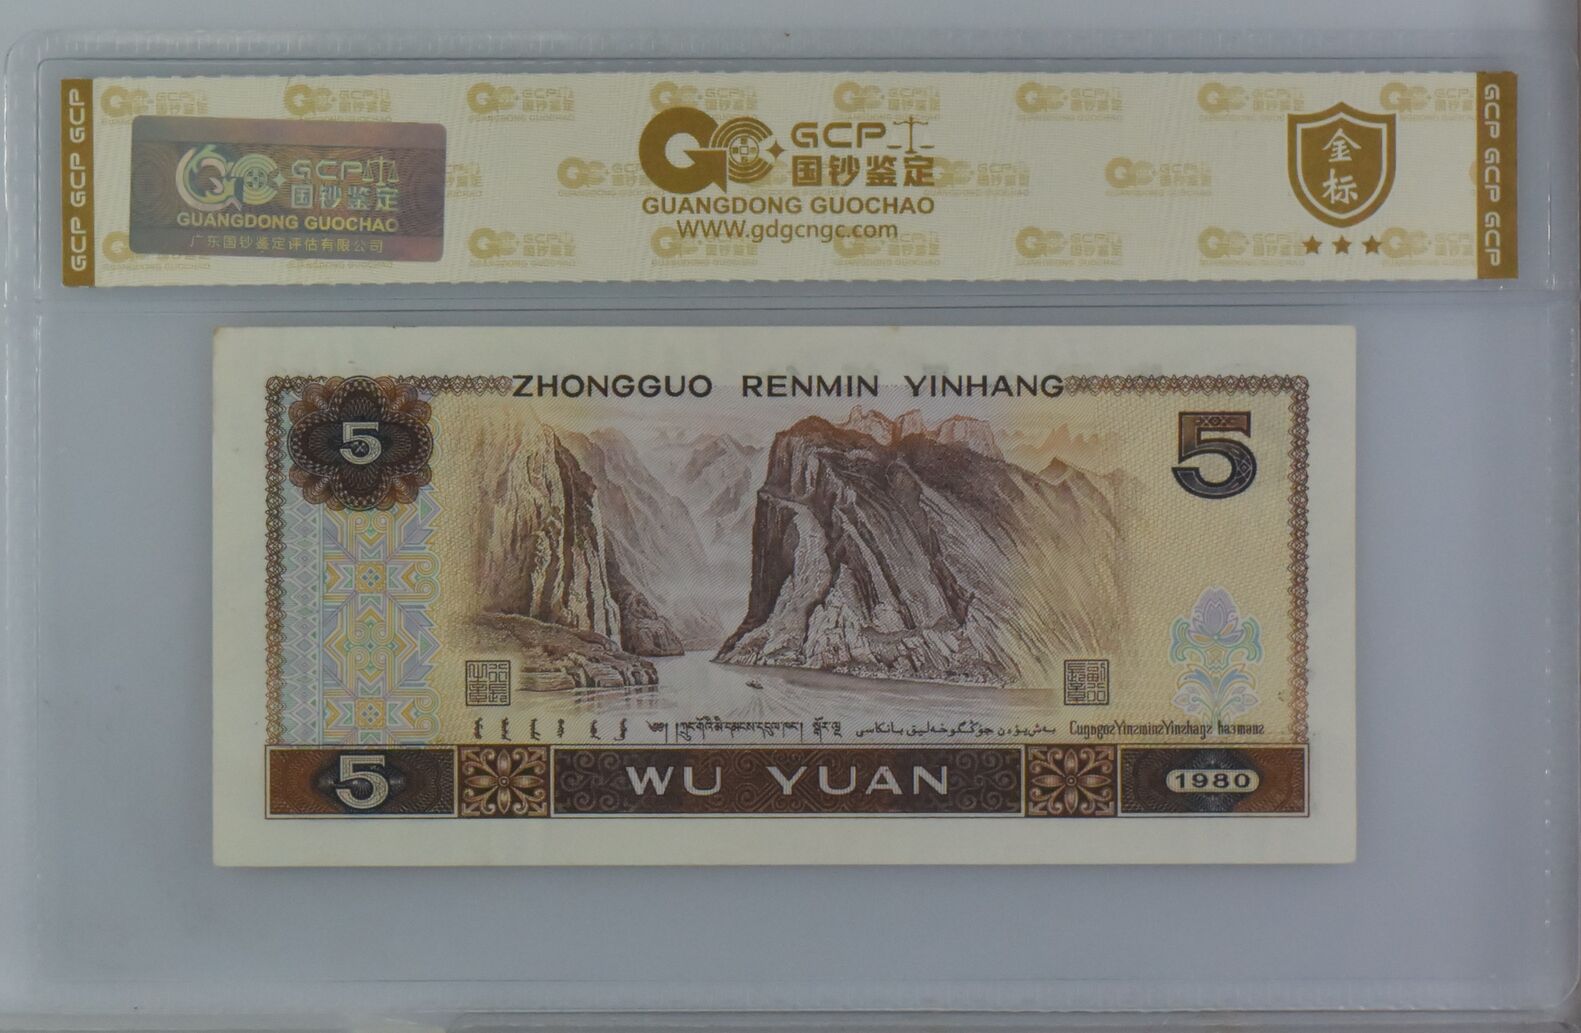 GCP GCP GCP
GCP
国钞鉴定
GUANGDONG GUOCHAO
广东国钞鉴定评估有限公司
GCP
国钞鉴定
GUANGDONG GUOCHAO
WWW.gdgcngc.com
金
标
GCP GCP GCP
ZHONGGUO RENMIN YINHANG
5
5
5
WU YUAN
1980